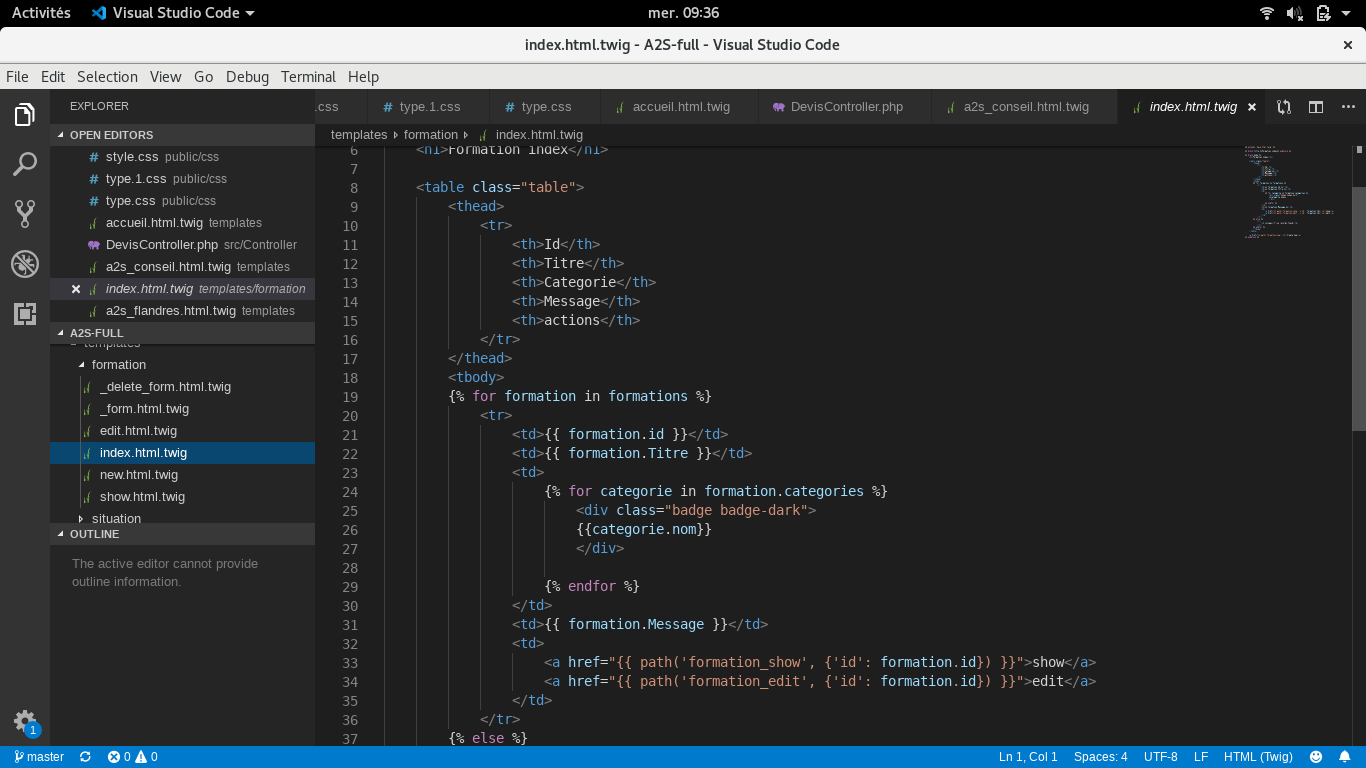 Activités Visual Studio Code mer. 09:36
index.html.twig - A2S-full - Visual Studio Code
File Edit Selection View Go Debug Terminal Help
EXPLORER
OPEN EDITORS
style.css public/css
type.1.css public/css
type.css public/css
accueil.html.twig templates
DevisController.php src/Controller
a2s_conseil.html.twig templates
index.html.twig templates/formation
a2s_flandres.html.twig templates
A2S-FULL
templates
formation
_delete_form.html.twig
_form.html.twig
edit.html.twig
index.html.twig
new.html.twig
show.html.twig
situation
OUTLINE
The active editor cannot provide
outline information.
.css type.1.css type.css accueil.html.twig DevisController.php a2s_conseil.html.twig index.html.twig
templates formation index.html.twig
6 <h1>Formation index</h1>
7
8 <table class="table">
9 <thead>
10 <tr>
11 <th>Id</th>
12 <th>Titre</th>
13 <th>Categorie</th>
14 <th>Message</th>
15 <th>actions</th>
16 </tr>
17 </thead>
18 <tbody>
19 {% for formation in formations %}
20 <tr>
21 <td>{{ formation.id }}</td>
22 <td>{{ formation.Titre }}</td>
23 <td>
24 {% for categorie in formation.categories %}
25 <div class="badge badge-dark">
26 {{categorie.nom}}
27 </div>
28
29 {% endfor %}
30 </td>
31 <td>{{ formation.Message }}</td>
32 <td>
33 <a href="{{ path('formation_show', {'id': formation.id}) }}">show</a>
34 <a href="{{ path('formation_edit', {'id': formation.id}) }}">edit</a>
35 </td>
36 </tr>
37 {% else %}
1
master 0 0 Ln 1, Col 1 Spaces: 4 UTF-8 LF HTML (Twig)